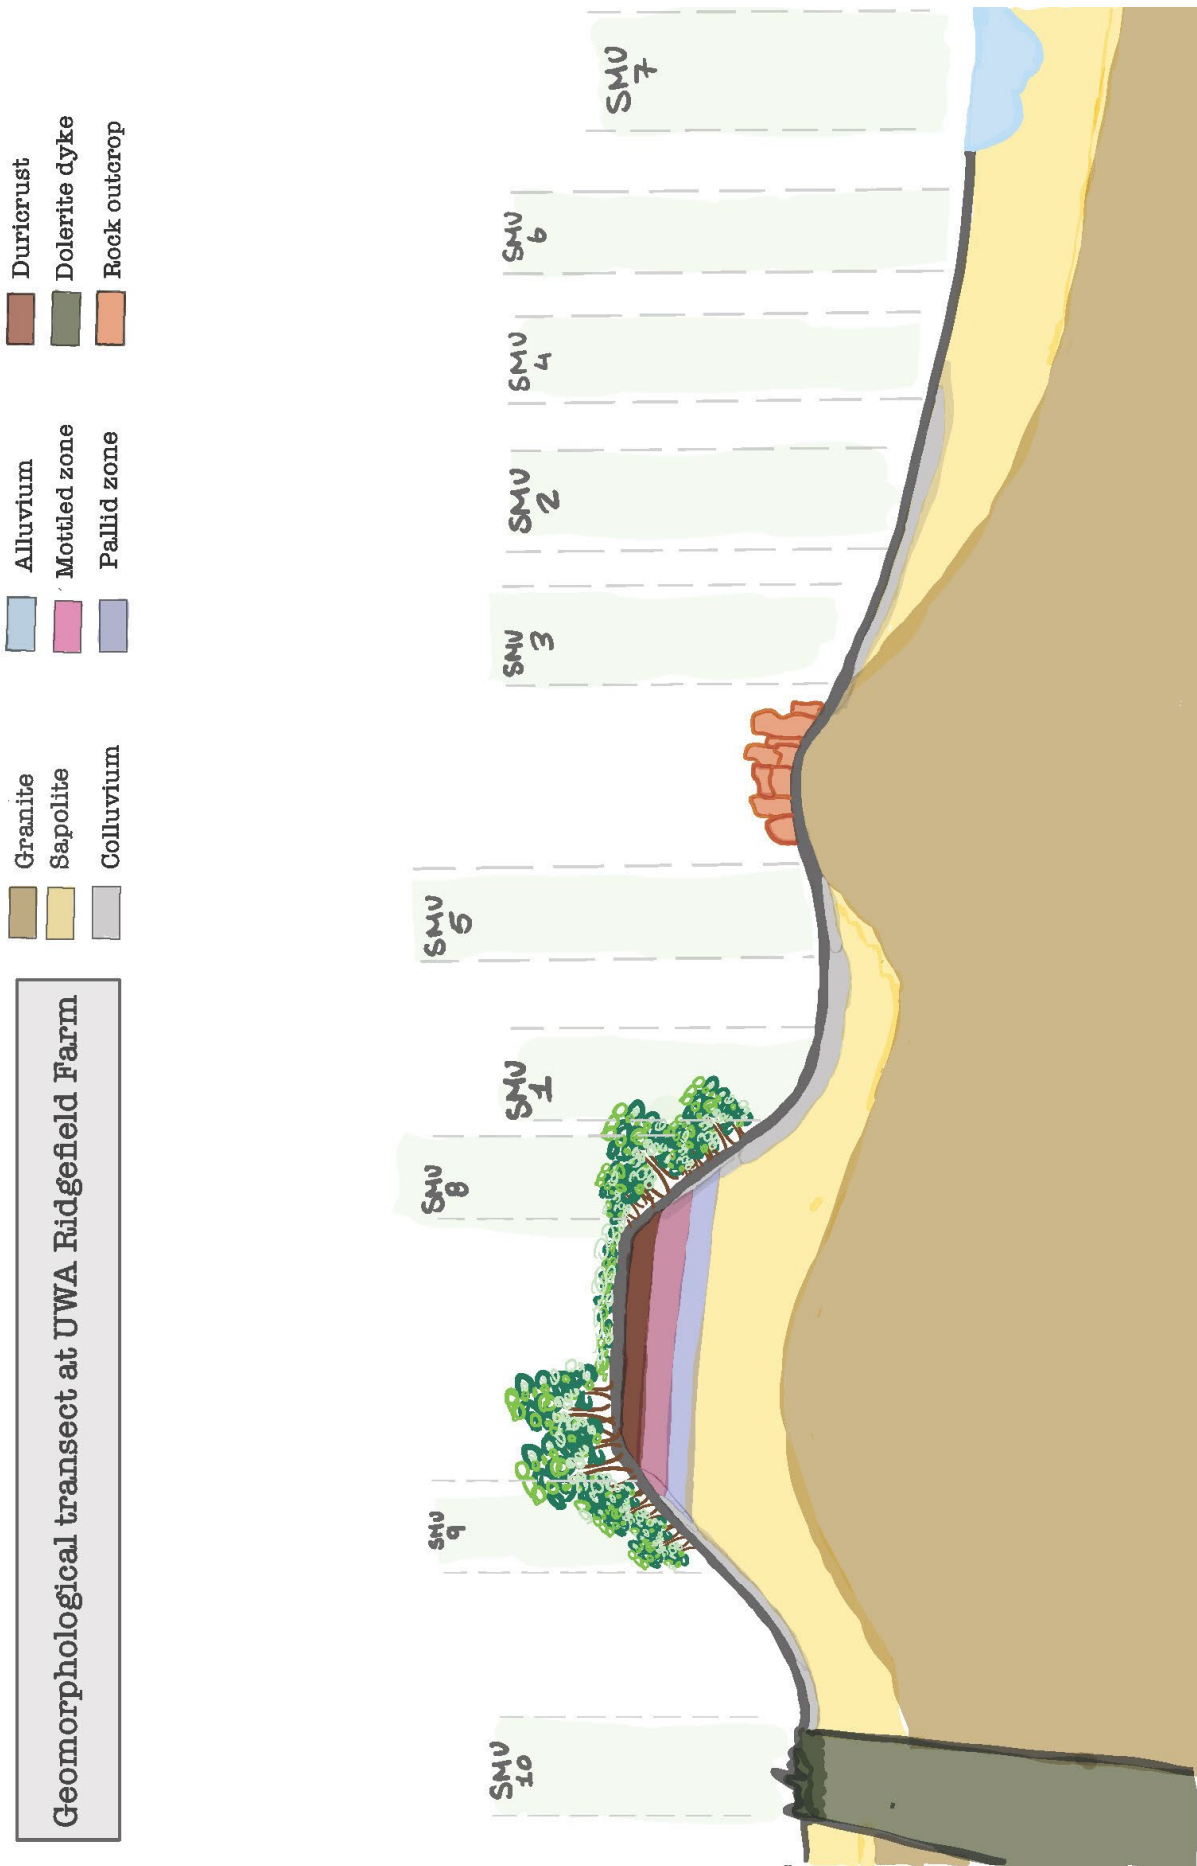 Geomorphological transect at UWA Ridgefield Farm
Granite
Sapolite
Colluvium
Alluvium
Mottled zone
Pallid zone
Duricrust
Dolerite dyke
Rock outcrop
SMU
10
SMU
9
SMU
8
SMU
1
SMU
5
SMU
3
SMU
2
SMU
4
SMU
6
SMU
7